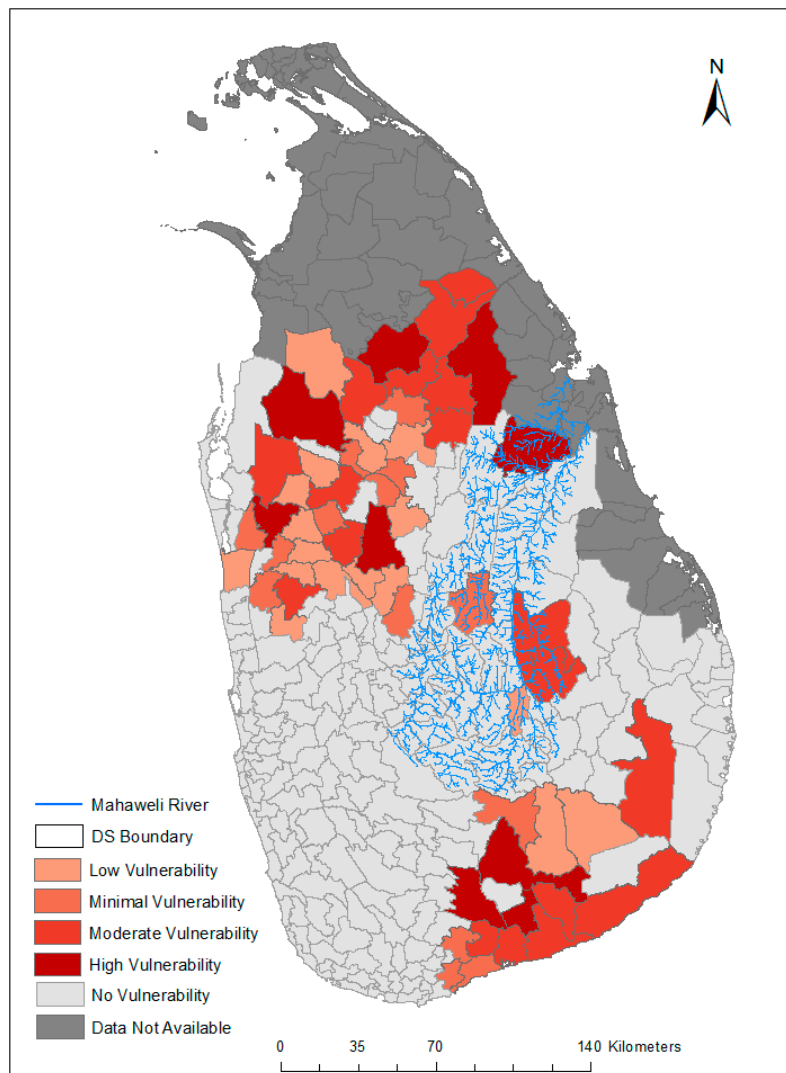 N
Mahaweli River
DS Boundary
Low Vulnerability
Minimal Vulnerability
Moderate Vulnerability
High Vulnerability
No Vulnerability
Data Not Available
0 35 70 140 Kilometers